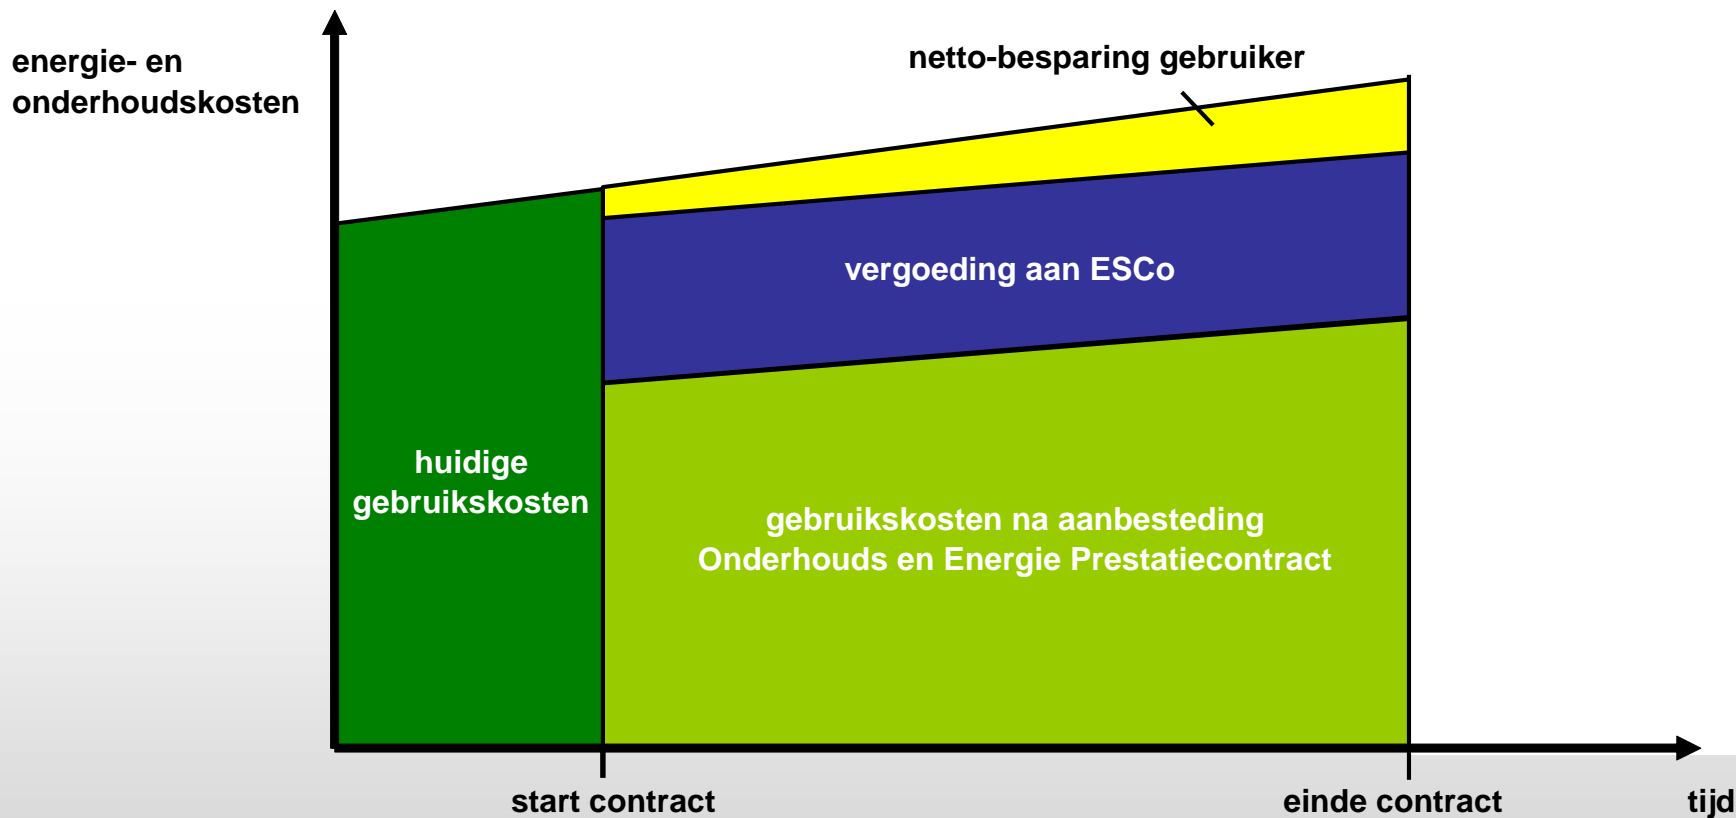 energie- en
onderhoudskosten
netto-besparing gebruiker
vergoeding aan ESCo
huidige
gebruikskosten
gebruikskosten na aanbesteding
Onderhouds en Energie Prestatiecontract
start contract
einde contract
tijd